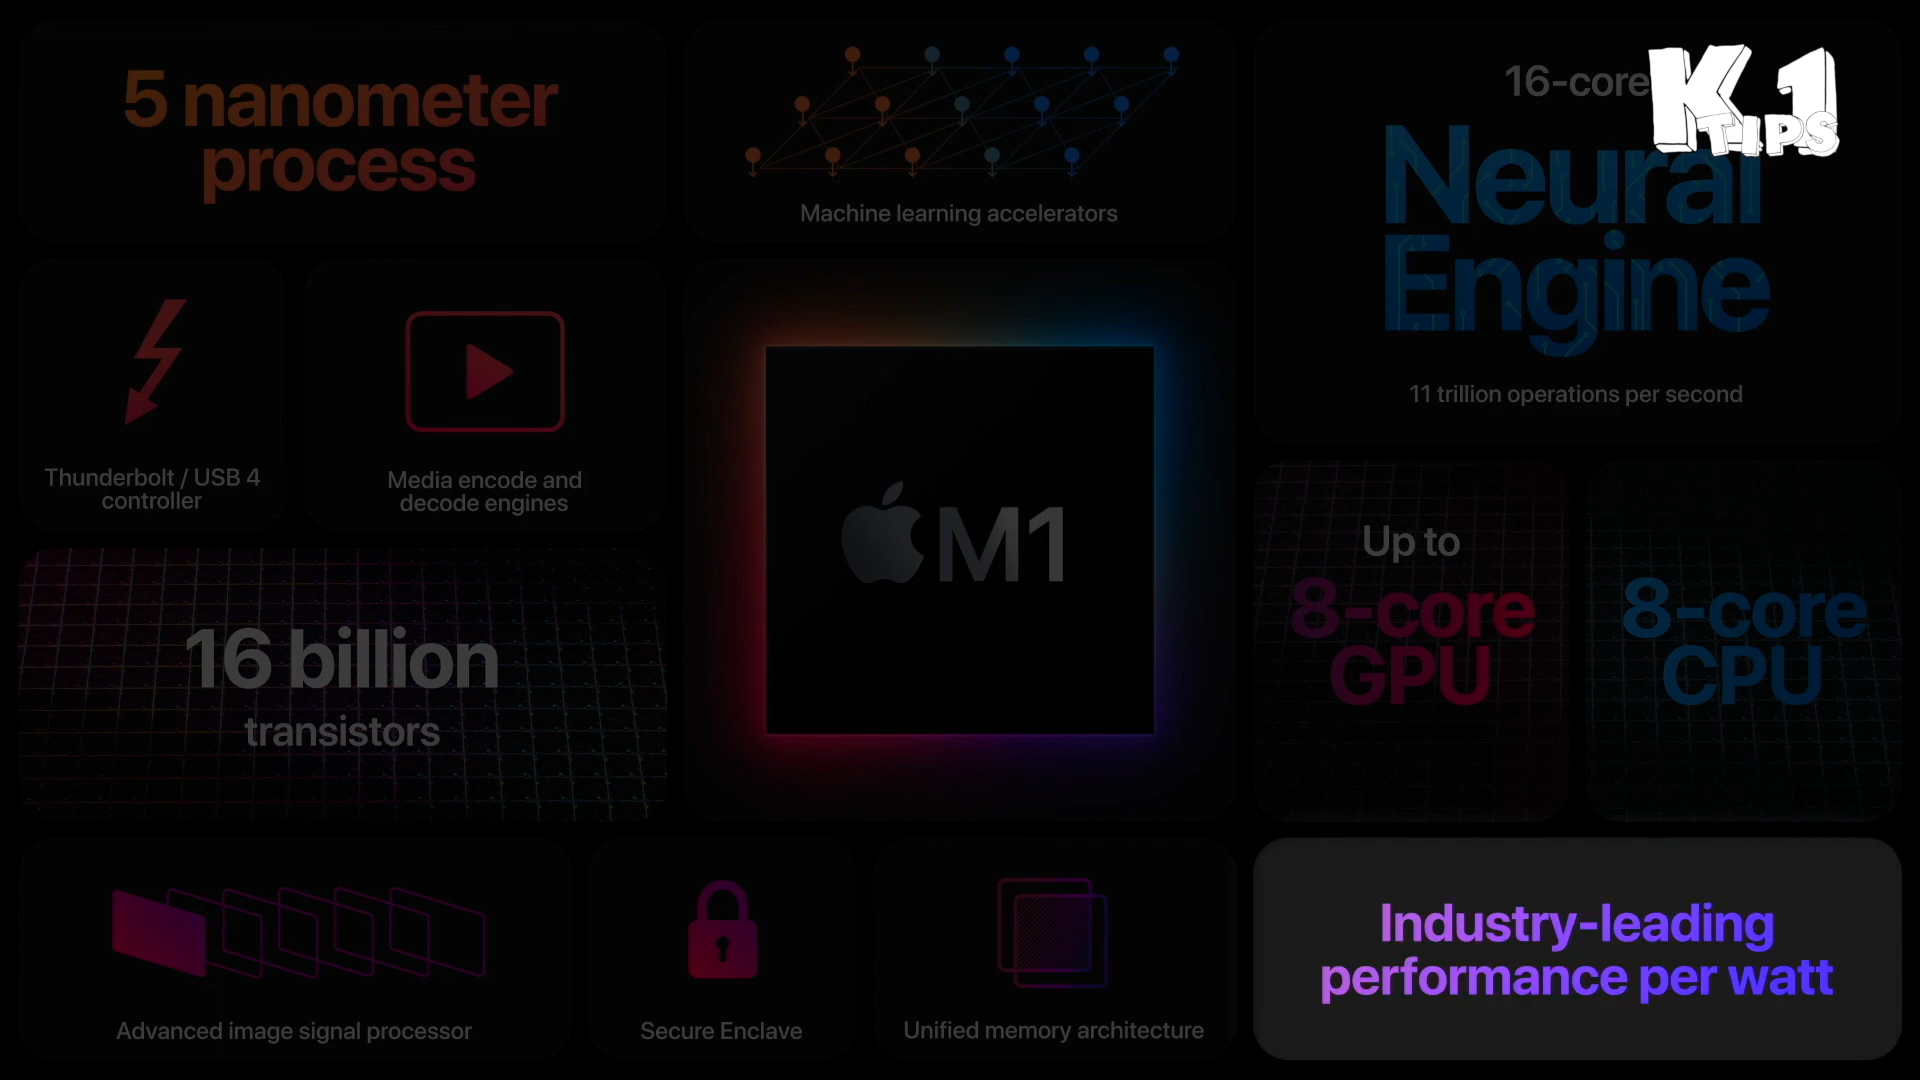 5 nanometer
process
Machine learning accelerators
16-core
Neural
Engine
11 trillion operations per second
K1
TIPS
Thunderbolt / USB 4
controller
Media encode and
decode engines
M1
Up to
8-core
GPU
8-core
CPU
16 billion
transistors
Advanced image signal processor
Secure Enclave
Unified memory architecture
Industry-leading
performance per watt